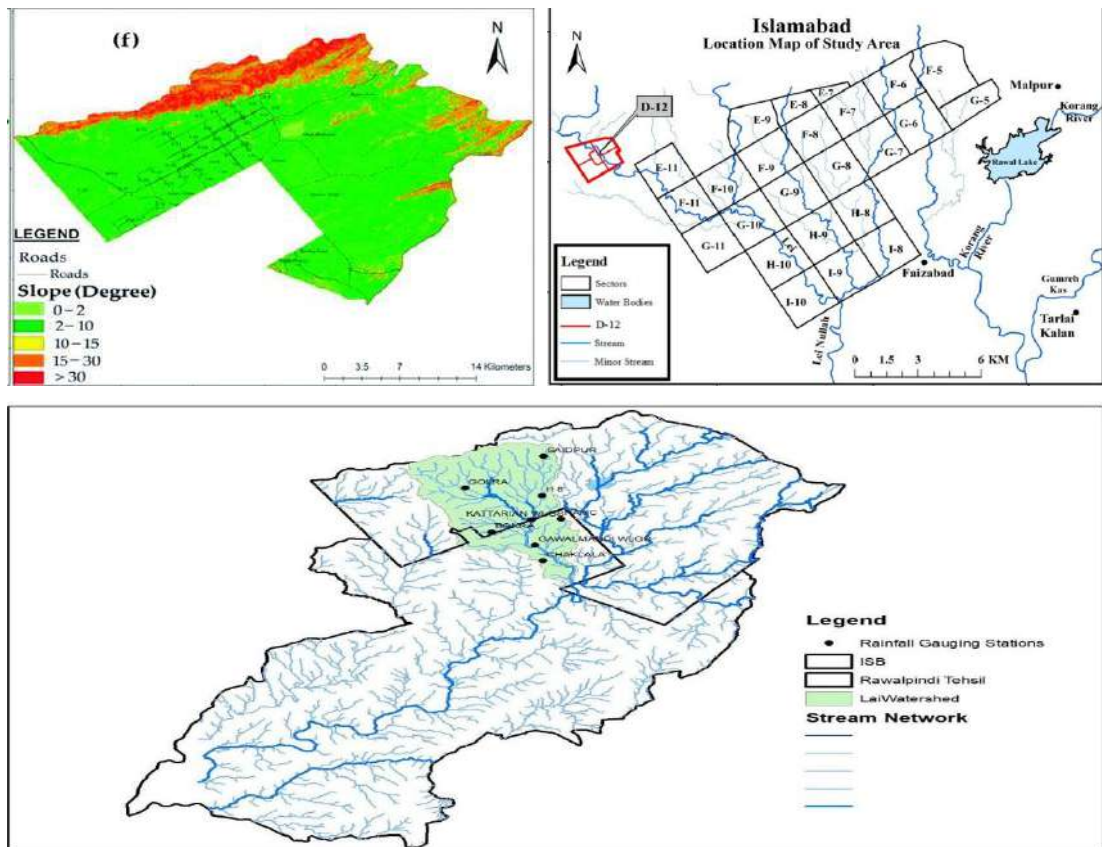 (f)
N
LEGEND
Roads
Roads
Slope (Degree)
0–2
2–10
10–15
15–30
>30
0 3.5 7 14 Kilometers
Islamabad
Location Map of Study Area
N
D-12
E-7
F-6
F-5
E-8
Malpur
E-9
F-7
G-5
Korang
River
F-8
G-6
Rawal Lake
E-11
F-9
G-7
G-8
F-10
G-9
F-11
H-8
G-10
Lei
H-9
G-11
I-8
Korang
River
H-10
Faizabad
I-9
Gumreh
Kas
I-10
Tarlai
Kalan
Lei Nullah
Legend
Sectors
Water Bodies
D-12
Stream
Minor Stream
0 1.5 3 6 KM
SAIDPUR
GOLRA
H 8
KATTARIAN
GAWALMANDI WLGR
CHAKLALA
Legend
Rainfall Gauging Stations
ISB
Rawalpindi Tehsil
LaiWatershed
Stream Network